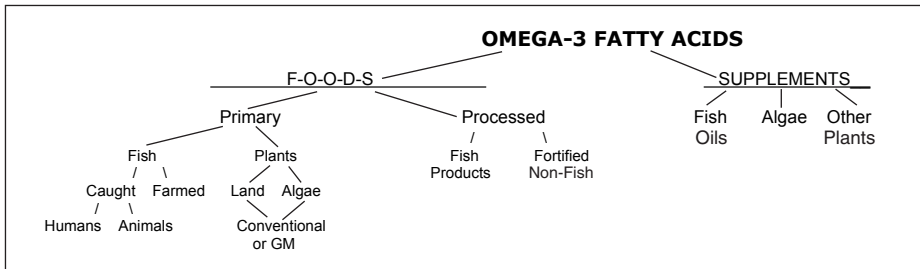 OMEGA-3 FATTY ACIDS
F-O-O-D-S SUPPLEMENTS
Primary Processed Fish Algae Other
Oils Plants
Fish Plants Fish Fortified
Products Non-Fish
Caught Farmed Land Algae
Humans Animals Conventional
or GM